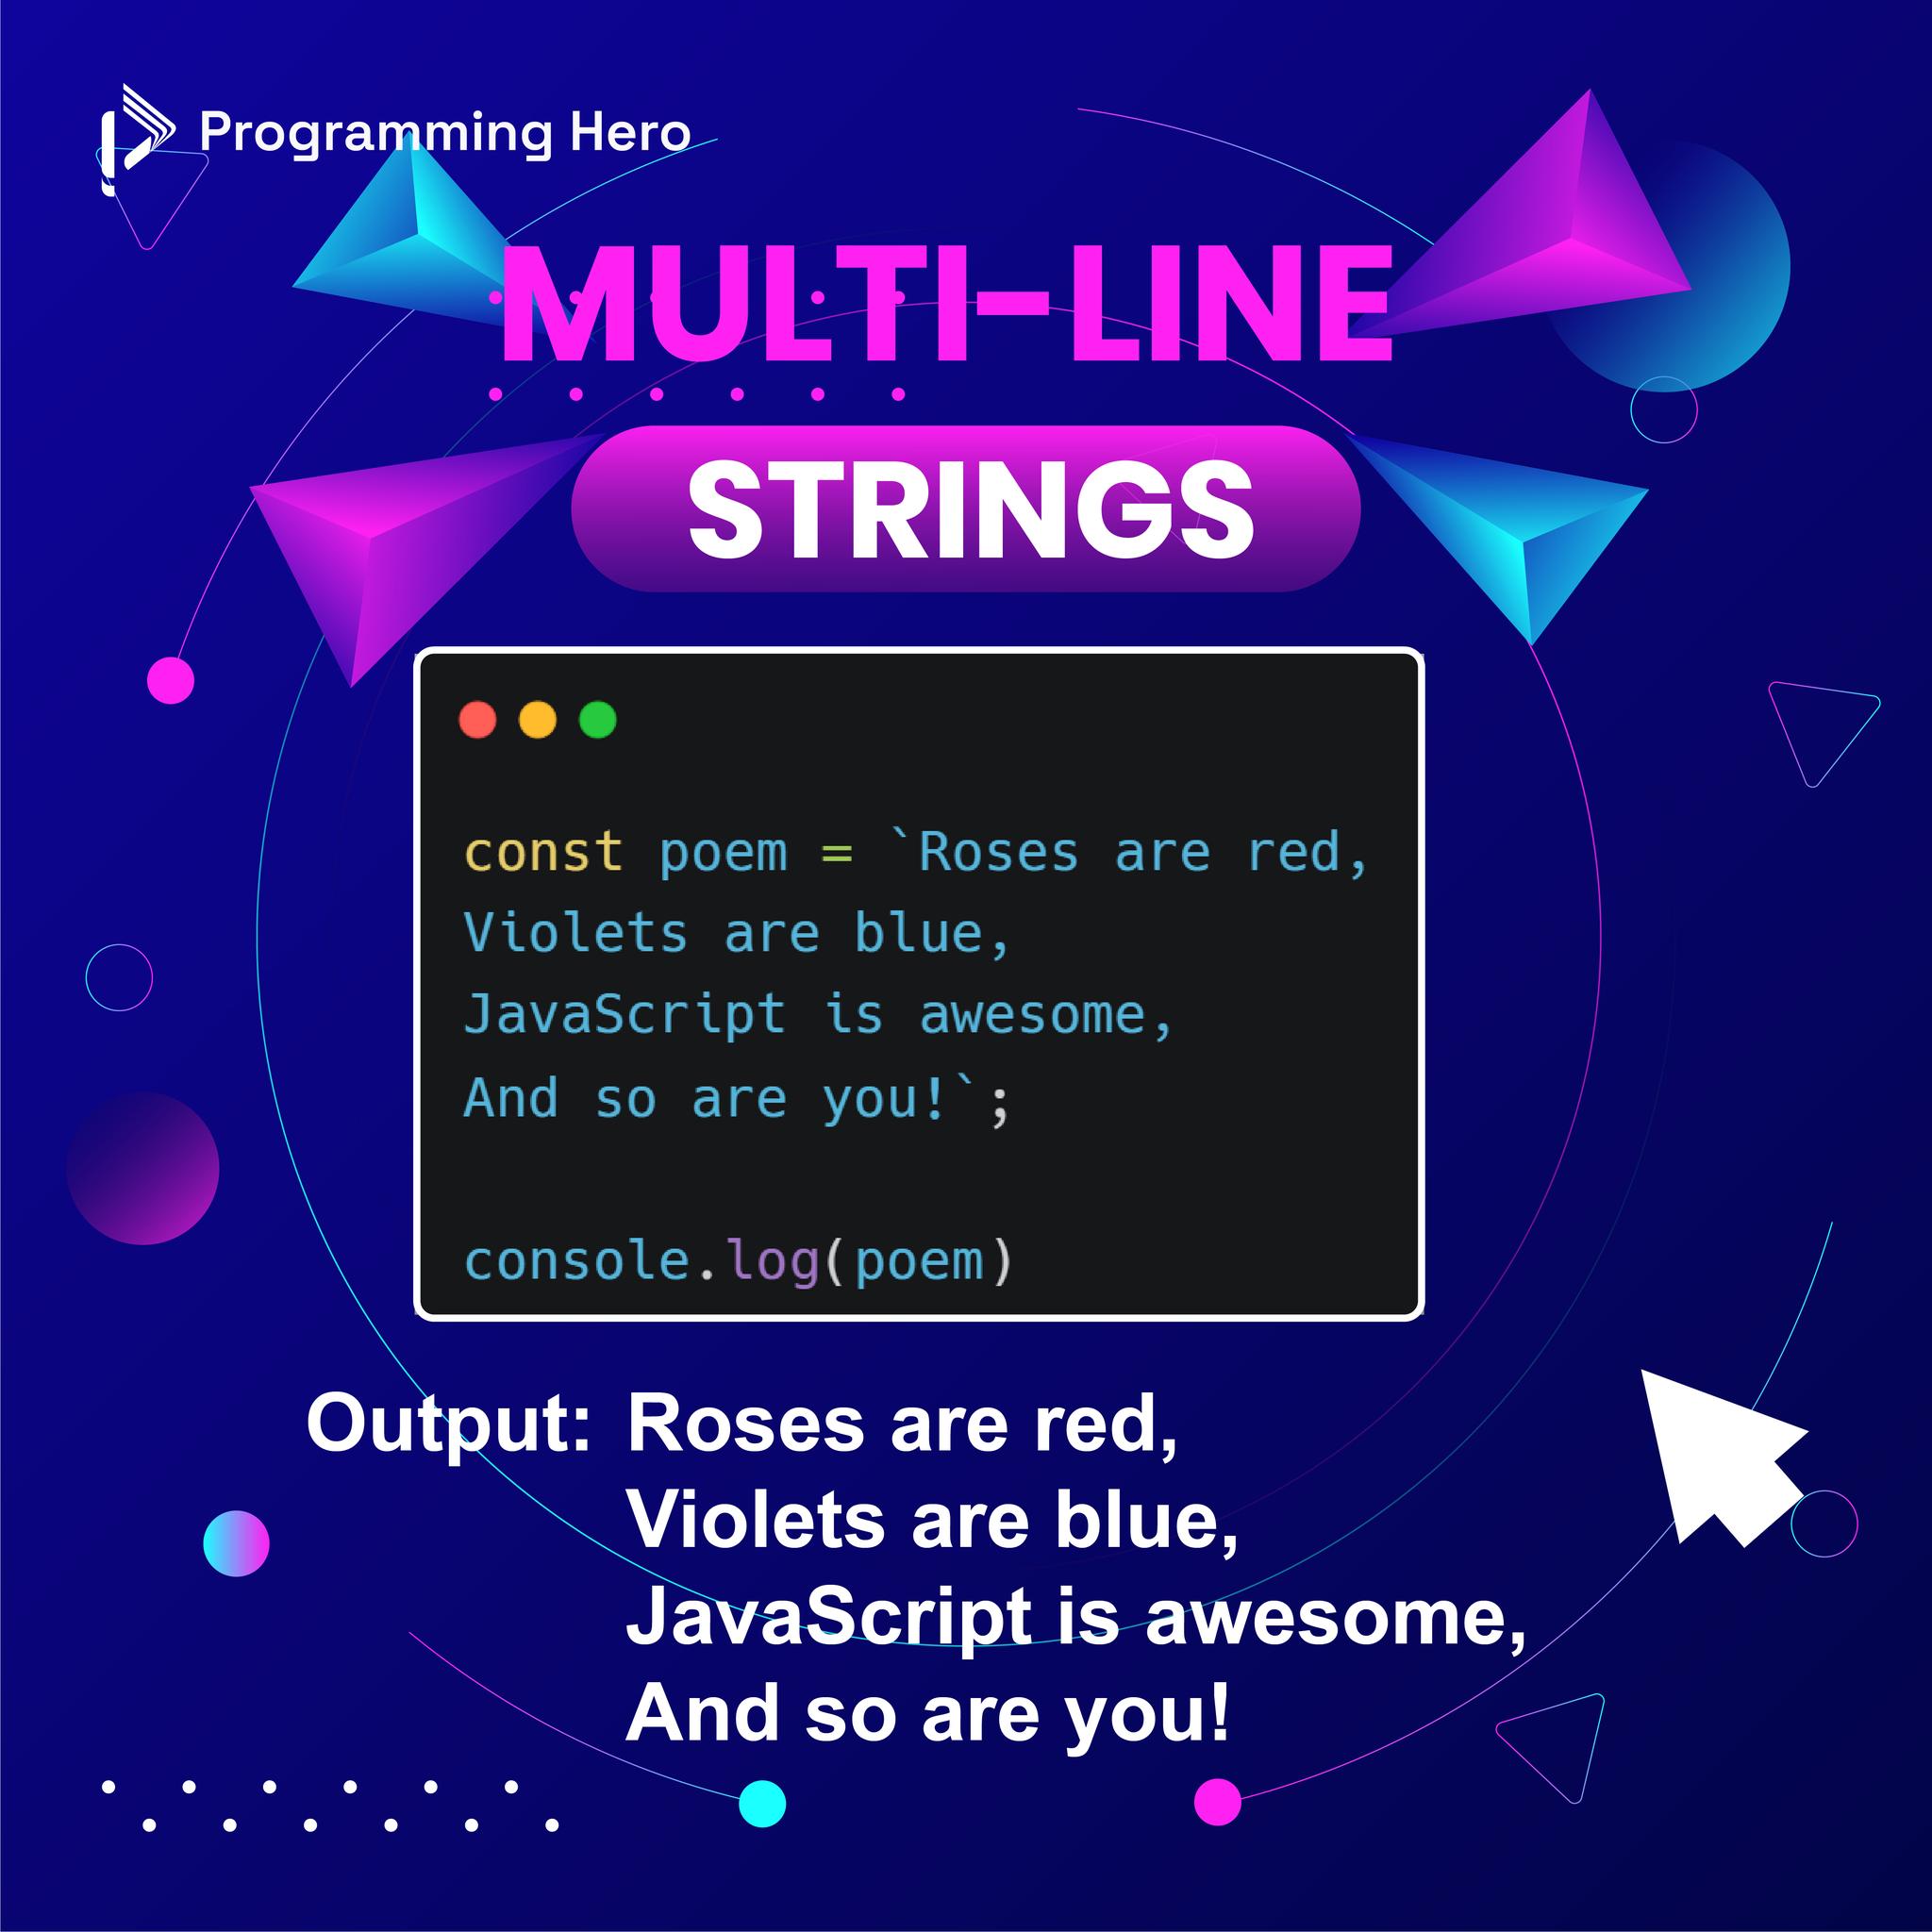 Programming Hero
MULTI-LINE
STRINGS
const poem = `Roses are red,
Violets are blue,
JavaScript is awesome,
And so are you!`;
console.log(poem)
Output: Roses are red,
Violets are blue,
JavaScript is awesome,
And so are you!